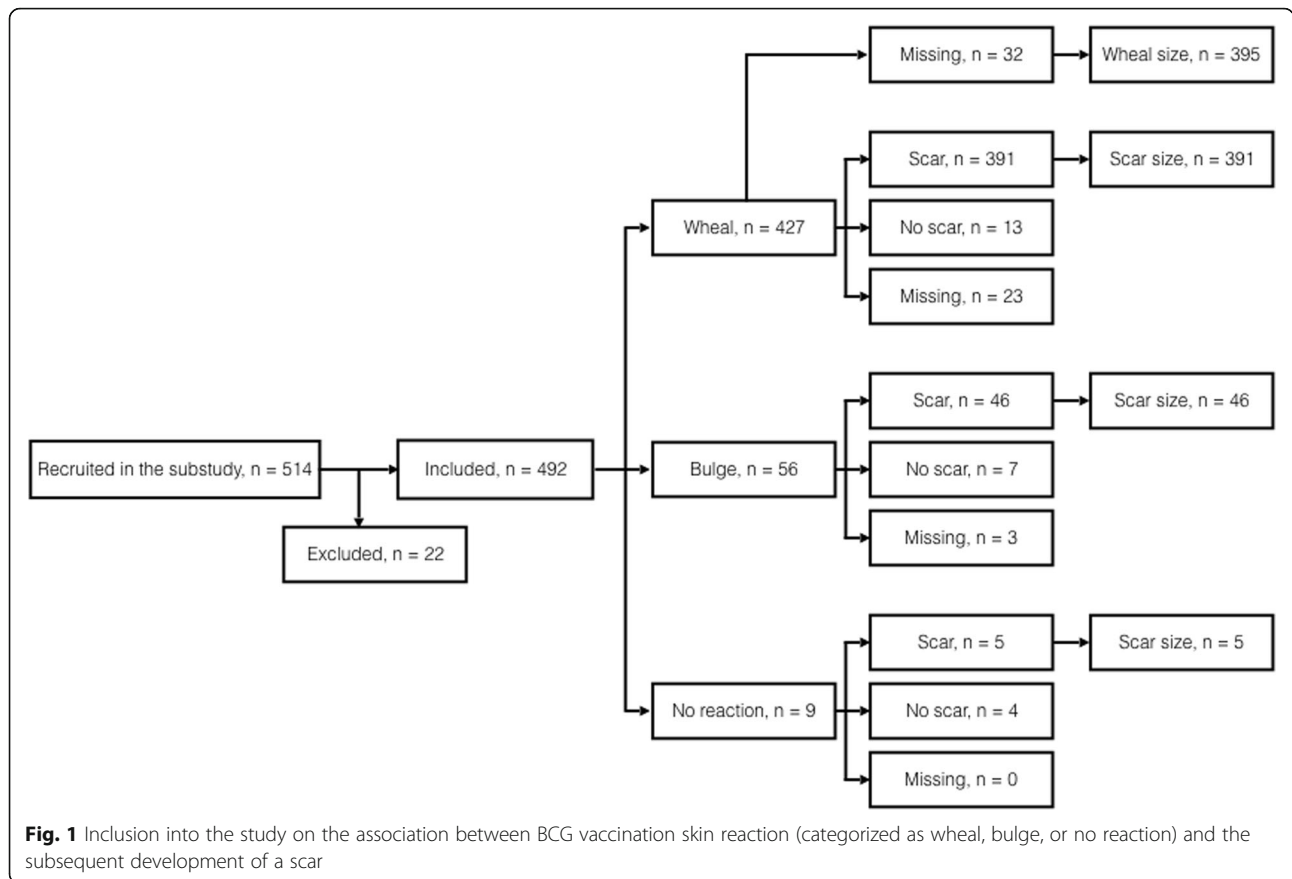 Missing, n = 32
Wheal size, n = 395
Scar, n = 391
Scar size, n = 391
Wheal, n = 427
No scar, n = 13
Missing, n = 23
Scar, n = 46
Scar size, n = 46
Recruited in the substudy, n = 514
Included, n = 492
Bulge, n = 56
No scar, n = 7
Excluded, n = 22
Missing, n = 3
Scar, n = 5
Scar size, n = 5
No reaction, n = 9
No scar, n = 4
Missing, n = 0
Fig. 1 Inclusion into the study on the association between BCG vaccination skin reaction (categorized as wheal, bulge, or no reaction) and the
subsequent development of a scar